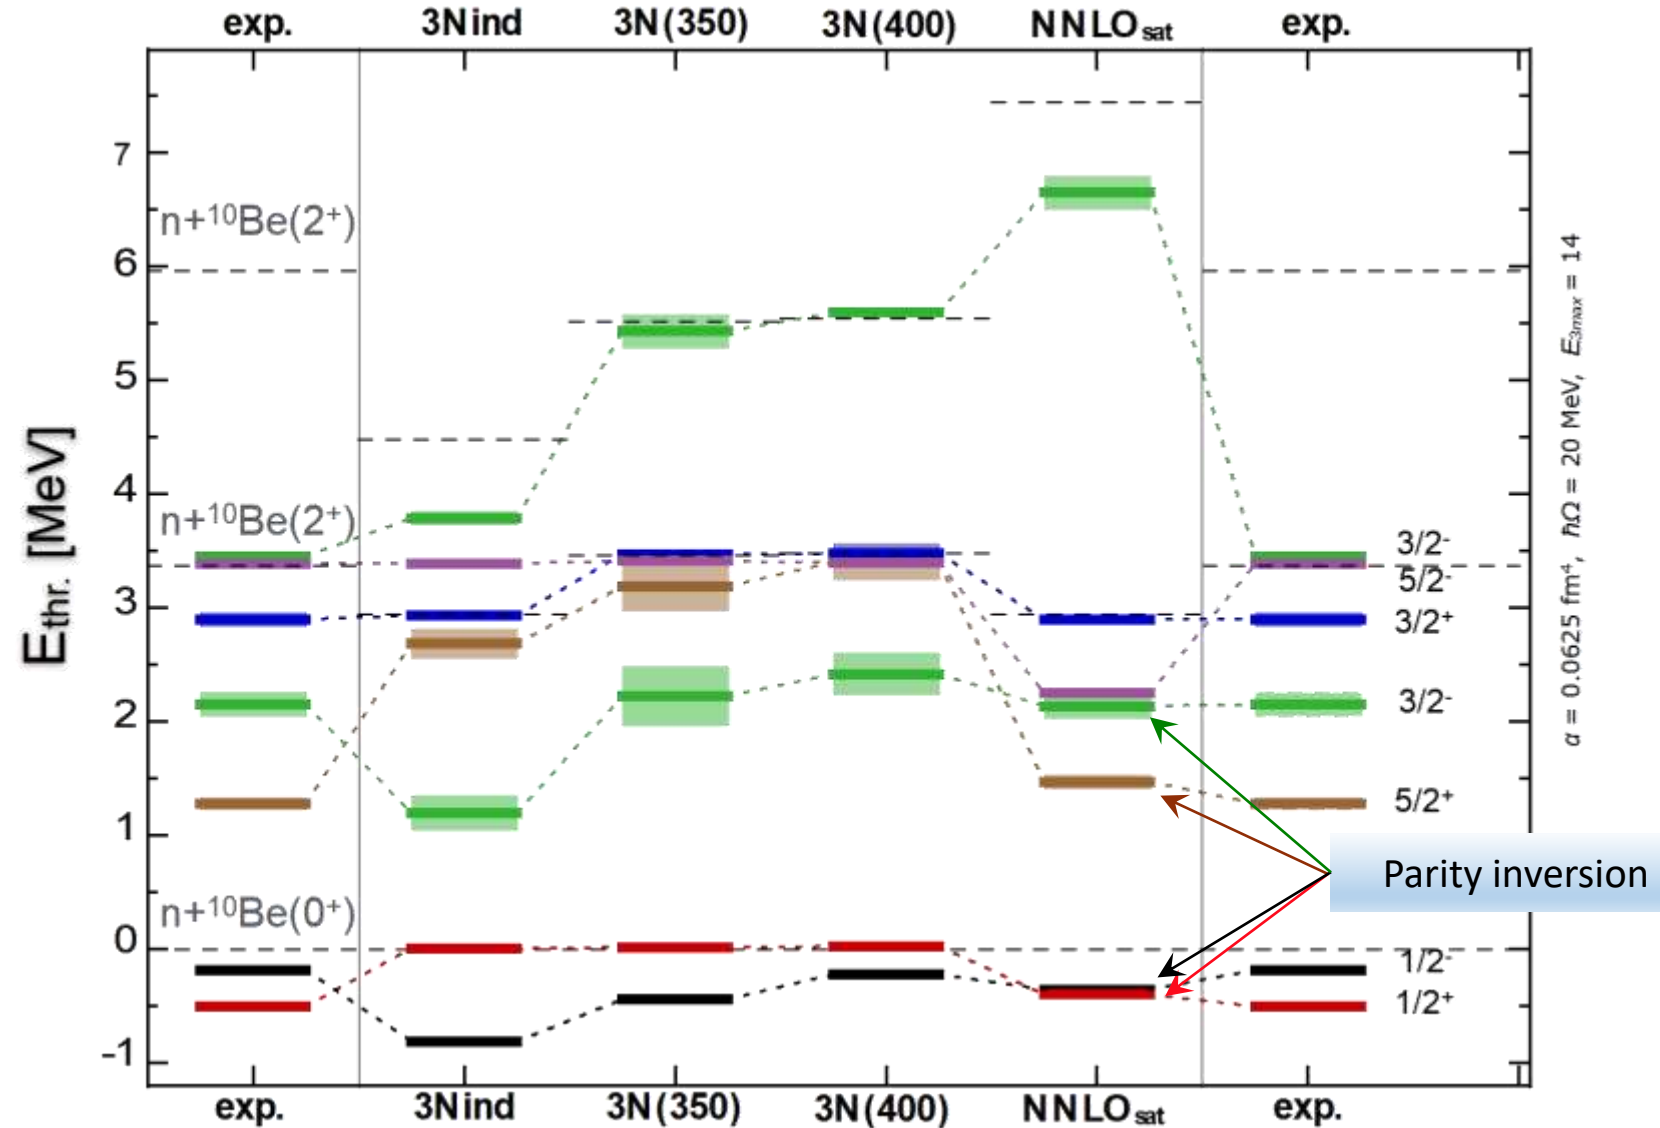 exp. 3Nind 3N(350) 3N(400) NNLOsat exp.
7
n+¹⁰Be(2⁺)
6
5
4
n+¹⁰Be(2⁺)
3
2
1
n+¹⁰Be(0⁺)
0
-1
Ethr. [MeV]
3/2⁻
5/2⁻
3/2⁺
3/2⁻
5/2⁺
Parity inversion
1/2⁻
1/2⁺
α = 0.0625 fm⁴, ℏΩ = 20 MeV, E3max = 14
exp. 3Nind 3N(350) 3N(400) NNLOsat exp.